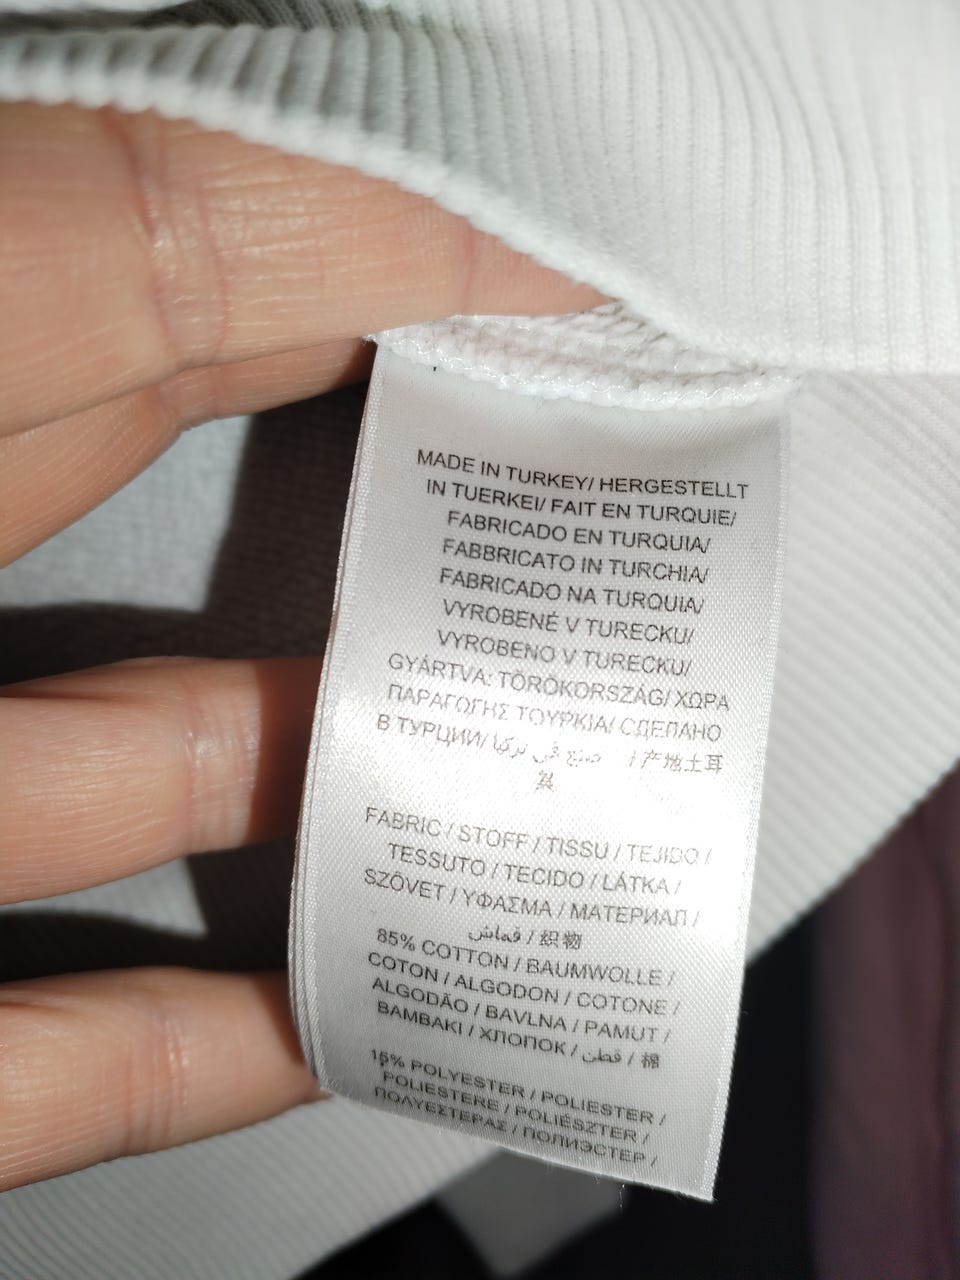 MADE IN TURKEY/ HERGESTELLT
IN TUERKEI/ FAIT EN TURQUIE/
FABRICADO EN TURQUIA/
FABBRICATO IN TURCHIA/
FABRICADO NA TURQUIA/
VYROBENÉ V TURECKU/
VYROBENO V TURECKU/
GYÁRTVA: TÖRÖKORSZÁG/ ΧΩΡΑ
ΠΑΡΑΓΩΓΗΣ ΤΟΥΡΚΙΑ/ СДЕЛАНО
В ТУРЦИИ/ صنع في تركيا / 产地土耳
其
FABRIC / STOFF / TISSU / TEJIDO /
TESSUTO / TECIDO / LÁTKA /
SZÖVET / ΥΦΑΣΜΑ / МАТЕРИАЛ /
قماش / 织物
85% COTTON / BAUMWOLLE /
COTON / ALGODON / COTONE /
ALGODÃO / BAVLNA / PAMUT /
ΒΑΜΒΑΚΙ / ХЛОПОК / قطن / 棉
15% POLYESTER / POLIESTER /
POLIESTERE / POLIÉSZTER /
ΠΟΛΥΕΣΤΕΡΑΣ / ПОЛИЭСТЕР /